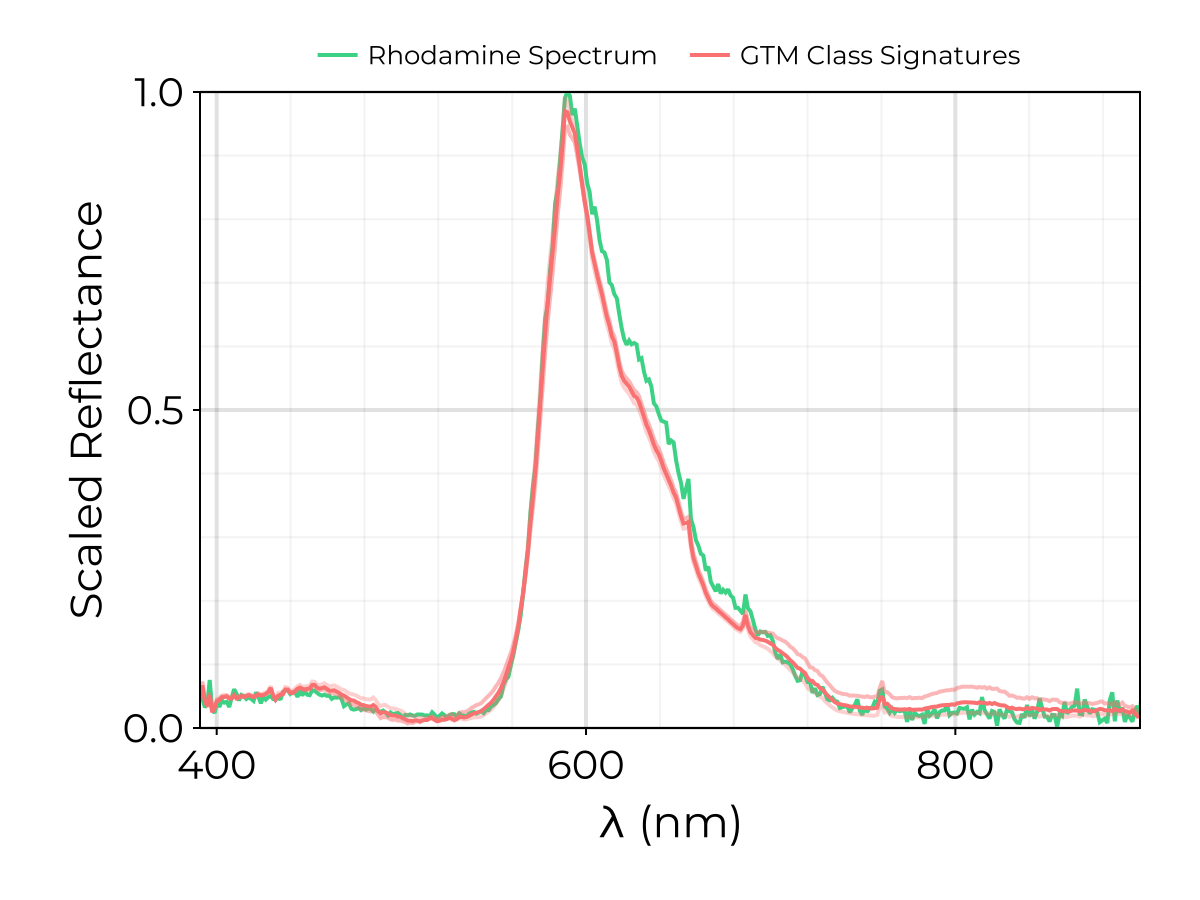 Rhodamine Spectrum GTM Class Signatures
1.0
0.5
0.0
400 600 800
Scaled Reflectance
λ (nm)